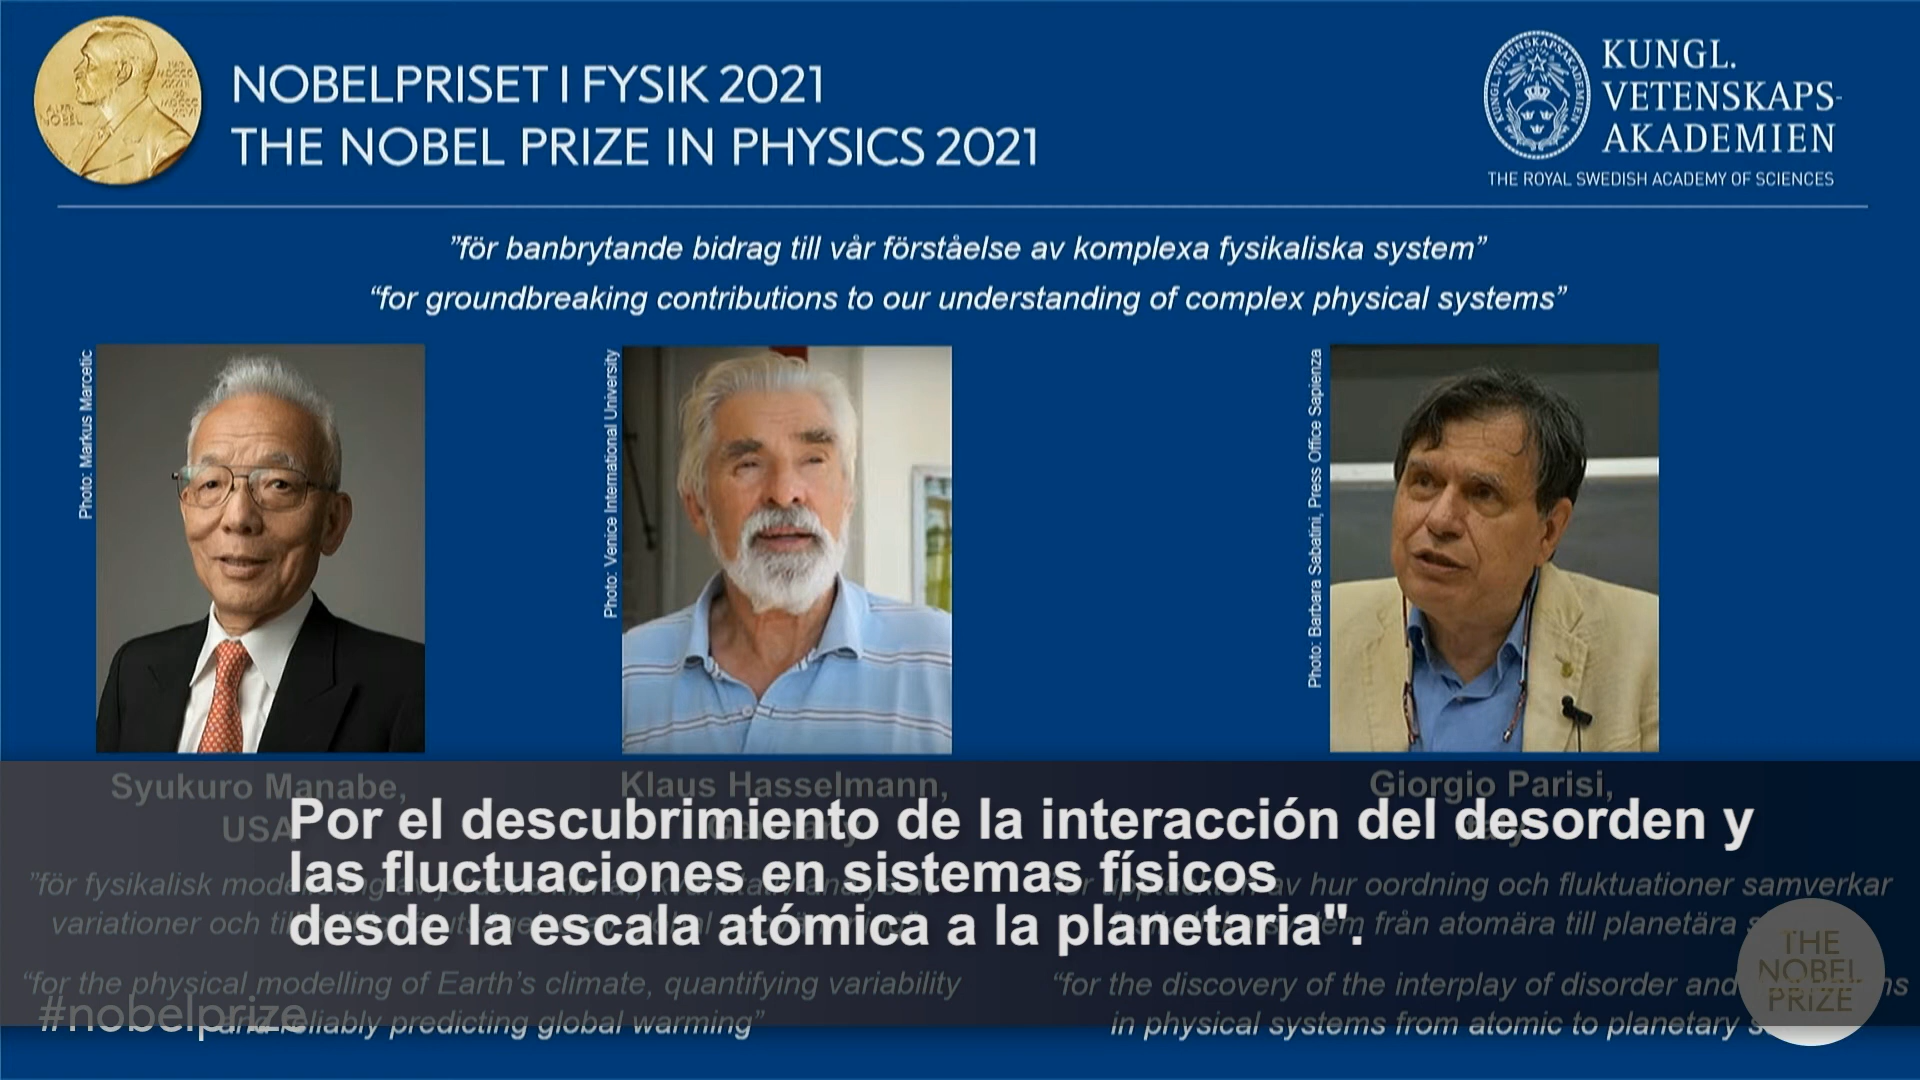 NOBELPRISET I FYSIK 2021
THE NOBEL PRIZE IN PHYSICS 2021
KUNGL.
VETENSKAPS-
AKADEMIEN
THE ROYAL SWEDISH ACADEMY OF SCIENCES
”för banbrytande bidrag till vår förståelse av komplexa fysikaliska system”
“for groundbreaking contributions to our understanding of complex physical systems”
Photo: Markus Marcetic
Photo: Venice International University
Photo: Barbara Sabatini, Press Office Sapienza
Syukuro Manabe,
USA
Klaus Hasselmann,
Giorgio Parisi,
Por el descubrimiento de la interacción del desorden y
las fluctuaciones en sistemas físicos
desde la escala atómica a la planetaria".
”för fysikalisk
variationer och
av hur oordning och fluktuationer samverkar
från atomära till planetära
“for the physical modelling of Earth’s climate, quantifying variability
reliably predicting global warming”
“for the discovery of the interplay of disorder and
in physical systems from atomic to planetary
#nobelprize
THE
NOBEL
PRIZE